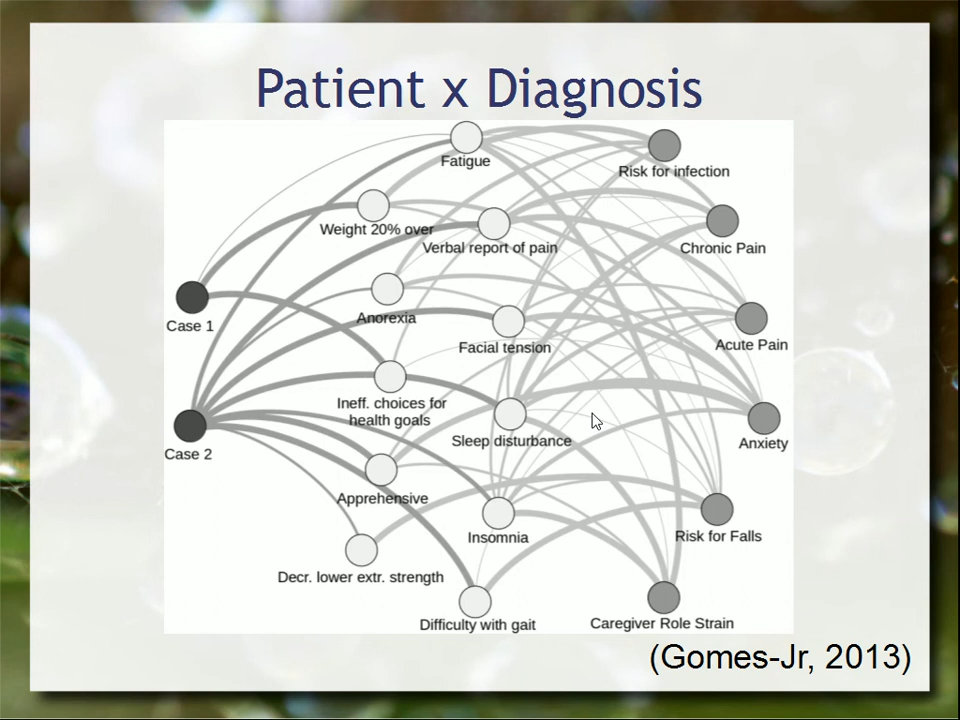 Patient x Diagnosis
Fatigue
Risk for infection
Weight 20% over
Verbal report of pain
Chronic Pain
Case 1
Anorexia
Facial tension
Acute Pain
Ineff. choices for
health goals
Sleep disturbance
Anxiety
Case 2
Apprehensive
Insomnia
Risk for Falls
Decr. lower extr. strength
Difficulty with gait
Caregiver Role Strain
(Gomes-Jr, 2013)